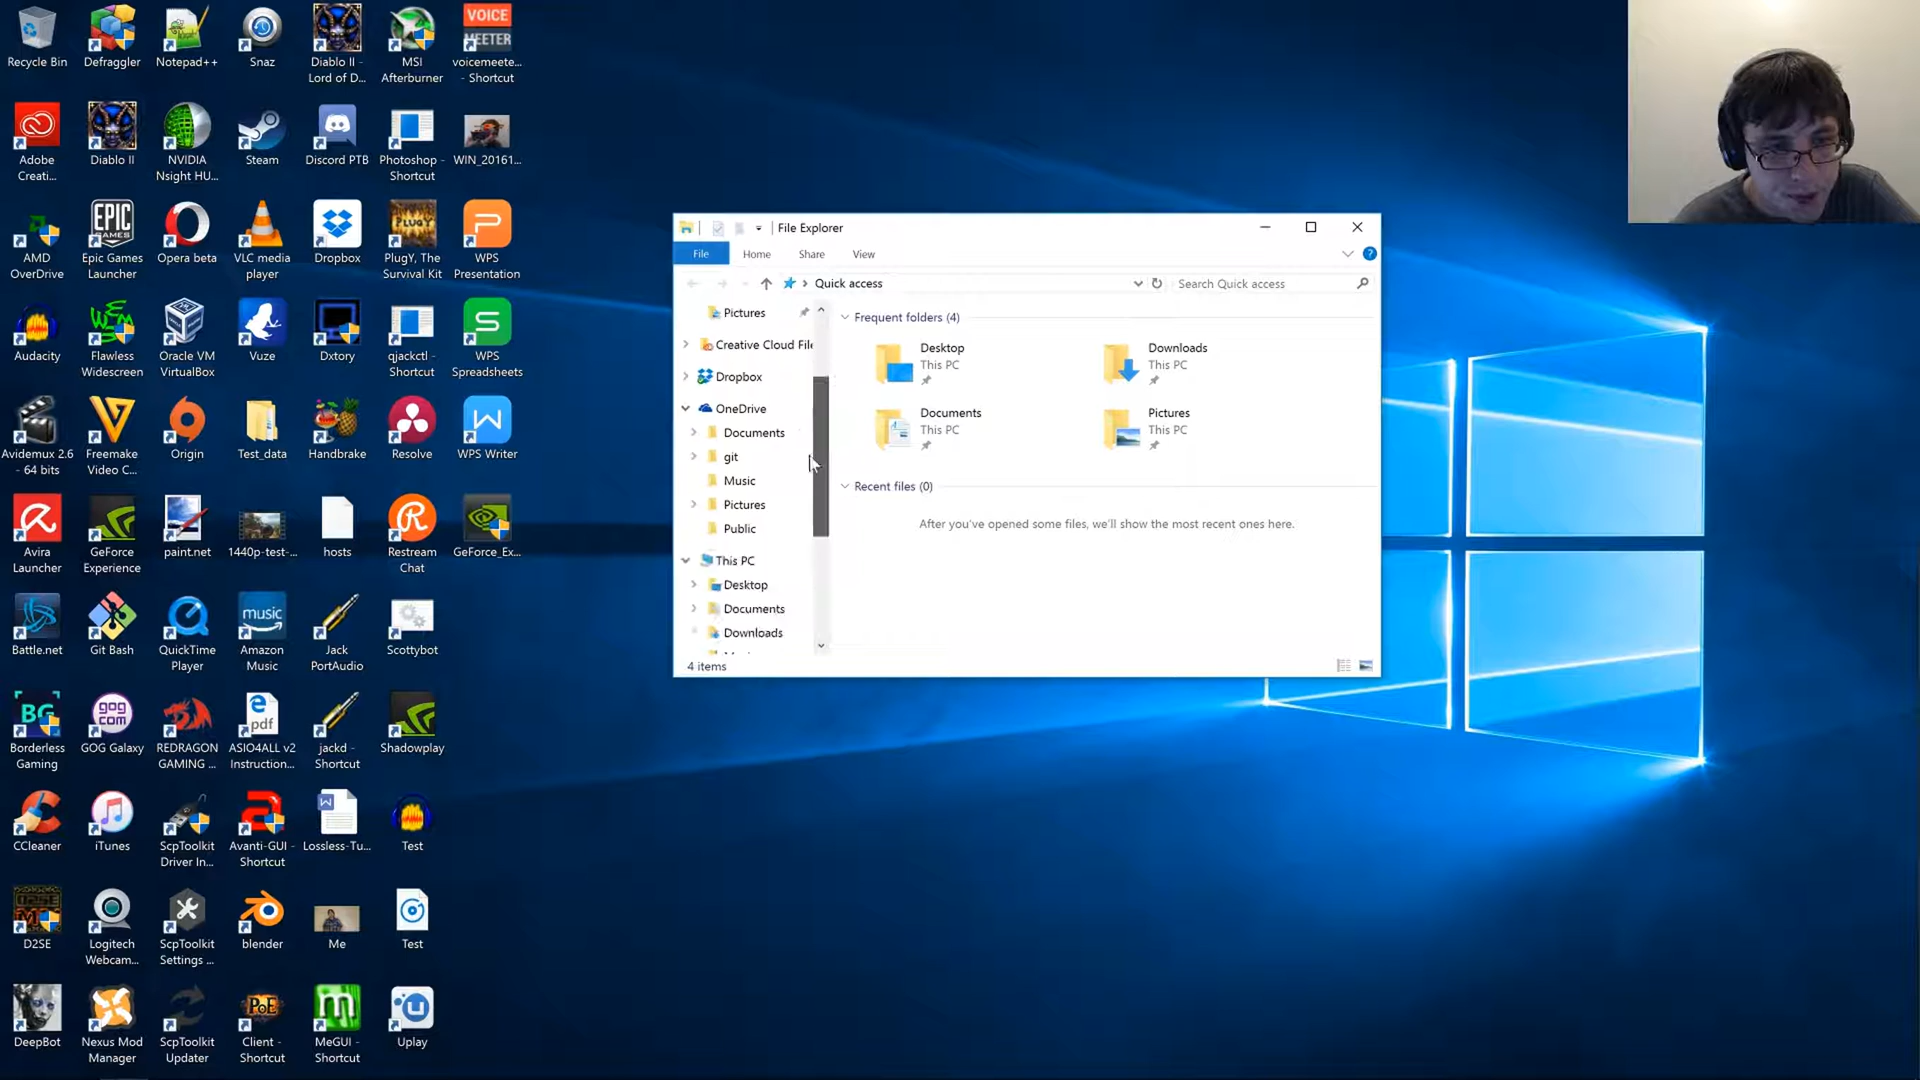 Recycle Bin
Defraggler
Notepad++
Snaz
Diablo II -
Lord of D...
MSI
Afterburner
VOICE
MEETER
voicemeete...
- Shortcut
Adobe
Creati...
Diablo II
NVIDIA
Nsight HU...
Steam
Discord PTB
Photoshop -
Shortcut
WIN_20161...
AMD
OverDrive
EPIC
GAMES
Epic Games
Launcher
Opera beta
VLC media
player
Dropbox
PLUGY
PlugY, The
Survival Kit
P
WPS
Presentation
Audacity
Flawless
Widescreen
Oracle VM
VirtualBox
Vuze
Dxtory
qjackctl -
Shortcut
S
WPS
Spreadsheets
Avidemux 2.6
- 64 bits
Freemake
Video C...
Origin
Test_data
Handbrake
Resolve
W
WPS Writer
Avira
Launcher
GeForce
Experience
paint.net
1440p-test-...
hosts
Restream
Chat
GeForce_Ex...
Battle.net
Git Bash
QuickTime
Player
music
Amazon
Music
Jack
PortAudio
Scottybot
BG
Borderless
Gaming
GOG
COM
GOG Galaxy
REDRAGON
GAMING ...
pdf
ASIO4ALL v2
Instruction...
jackd -
Shortcut
Shadowplay
CCleaner
iTunes
ScpToolkit
Driver In...
Avanti-GUI -
Shortcut
W
Lossless-Tu...
Test
D2SE
D2SE
Logitech
Webcam...
ScpToolkit
Settings ...
blender
Me
Test
DeepBot
Nexus Mod
Manager
ScpToolkit
Updater
PoE
Client -
Shortcut
MeGUI -
Shortcut
Uplay
File Explorer
File
Home
Share
View
Quick access
Search Quick access
Pictures
Creative Cloud File
Dropbox
OneDrive
Documents
git
Music
Pictures
Public
This PC
Desktop
Documents
Downloads
Frequent folders (4)
Desktop
This PC
Downloads
This PC
Documents
This PC
Pictures
This PC
Recent files (0)
After you've opened some files, we'll show the most recent ones here.
4 items